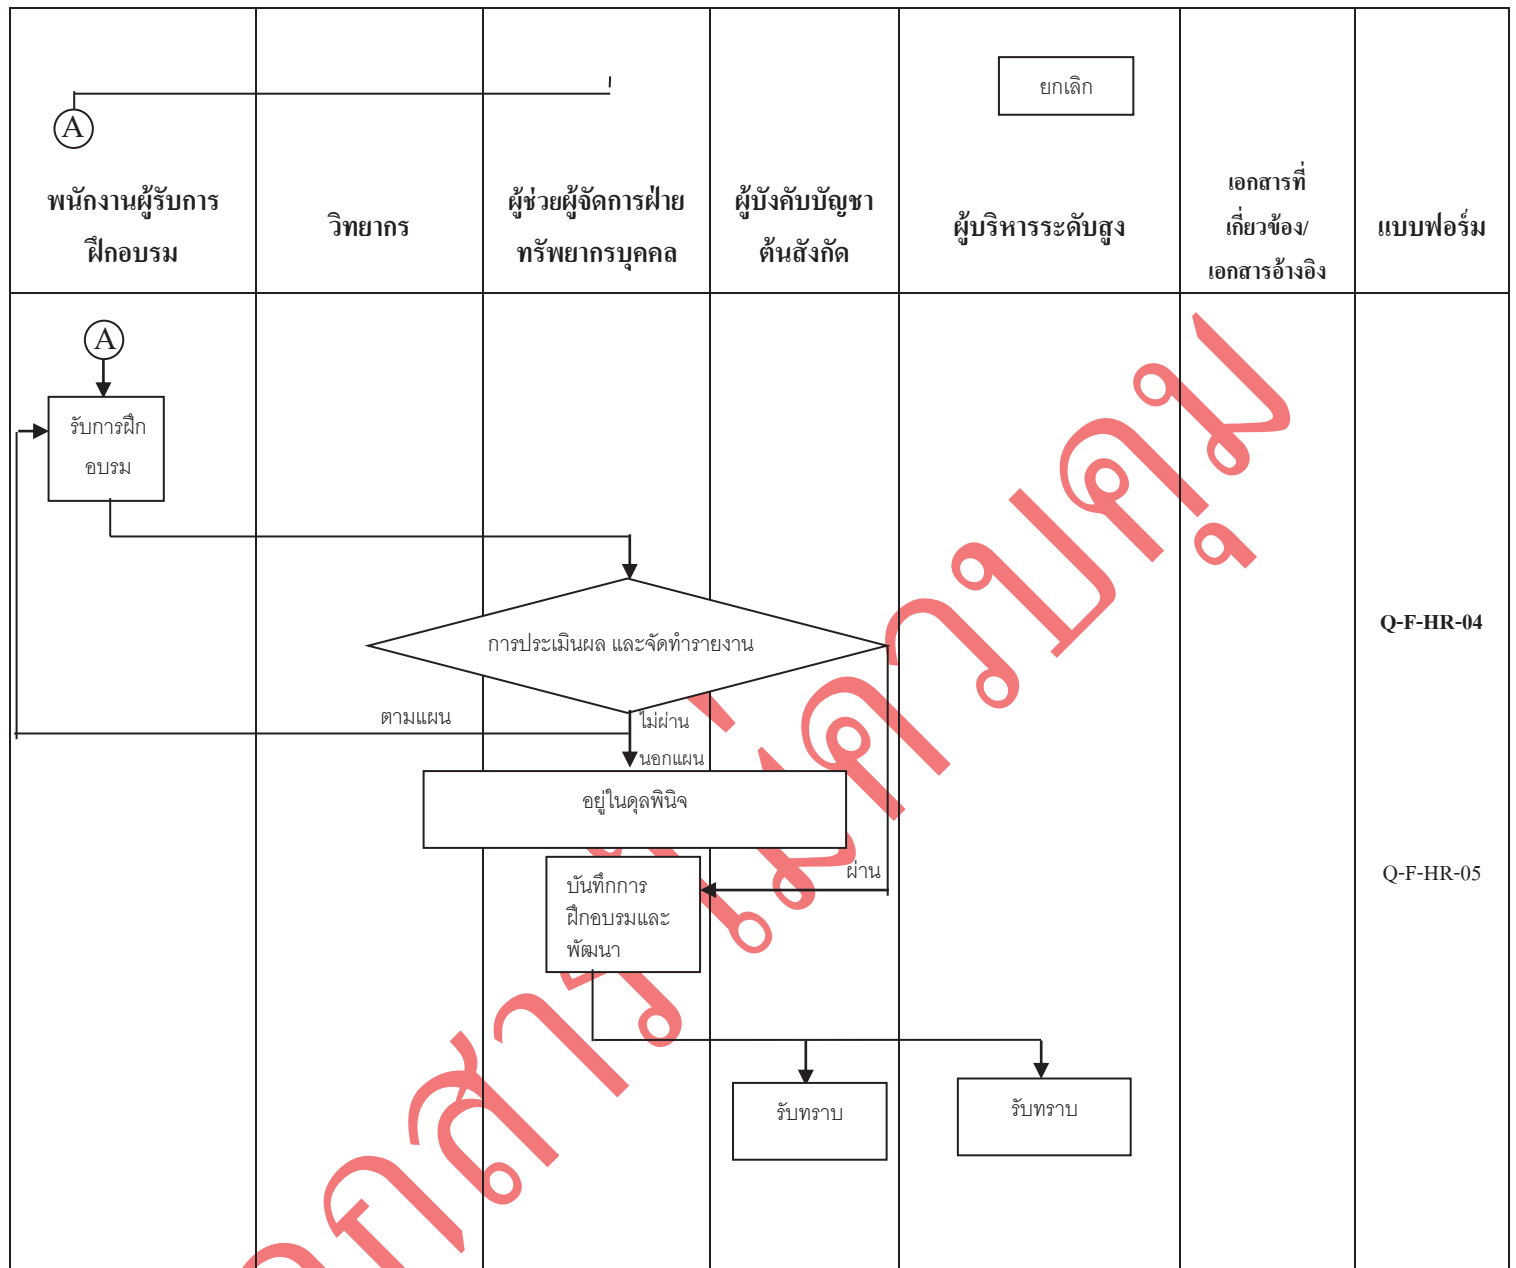 ยกเลิก
A
พนักงานผู้รับการ
ฝึกอบรม
วิทยากร
ผู้ช่วยผู้จัดการฝ่าย
ทรัพยากรบุคคล
ผู้บังคับบัญชา
ต้นสังกัด
ผู้บริหารระดับสูง
เอกสารที่
เกี่ยวข้อง/
เอกสารอ้างอิง
แบบฟอร์ม
A
รับการฝึก
อบรม
การประเมินผล และจัดทำรายงาน
Q-F-HR-04
ตามแผน
ไม่ผ่าน
นอกแผน
อยู่ในดุลพินิจ
ผ่าน
บันทึกการ
ฝึกอบรมและ
พัฒนา
Q-F-HR-05
รับทราบ
รับทราบ